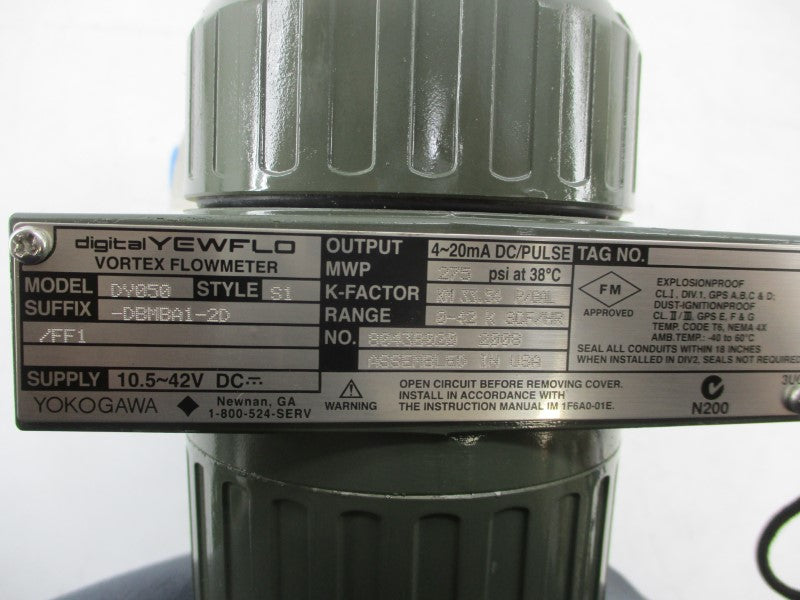 digitalYEWFLO
VORTEX FLOWMETER
MODEL DY050 STYLE S1
SUFFIX -DBMBA1-2D
/FF1
SUPPLY 10.5~42V DC
YOKOGAWA
Newnan, GA
1-800-524-SERV
OUTPUT 4~20mA DC/PULSE
MWP 275 psi at 38°C
K-FACTOR P/GAL
RANGE
NO. 2008
ASSEMBLED IN USA
TAG NO.
FM
APPROVED
EXPLOSIONPROOF
CL.I, DIV.1, GPS A,B,C & D;
DUST-IGNITIONPROOF
CL.II/III, GPS E, F & G
TEMP. CODE T6, NEMA 4X
AMB.TEMP.: -40 to 60°C
SEAL ALL CONDUITS WITHIN 18 INCHES
WHEN INSTALLED IN DIV2, SEALS NOT REQUIRED
WARNING
OPEN CIRCUIT BEFORE REMOVING COVER.
INSTALL IN ACCORDANCE WITH
THE INSTRUCTION MANUAL IM 1F6A0-01E.
N200